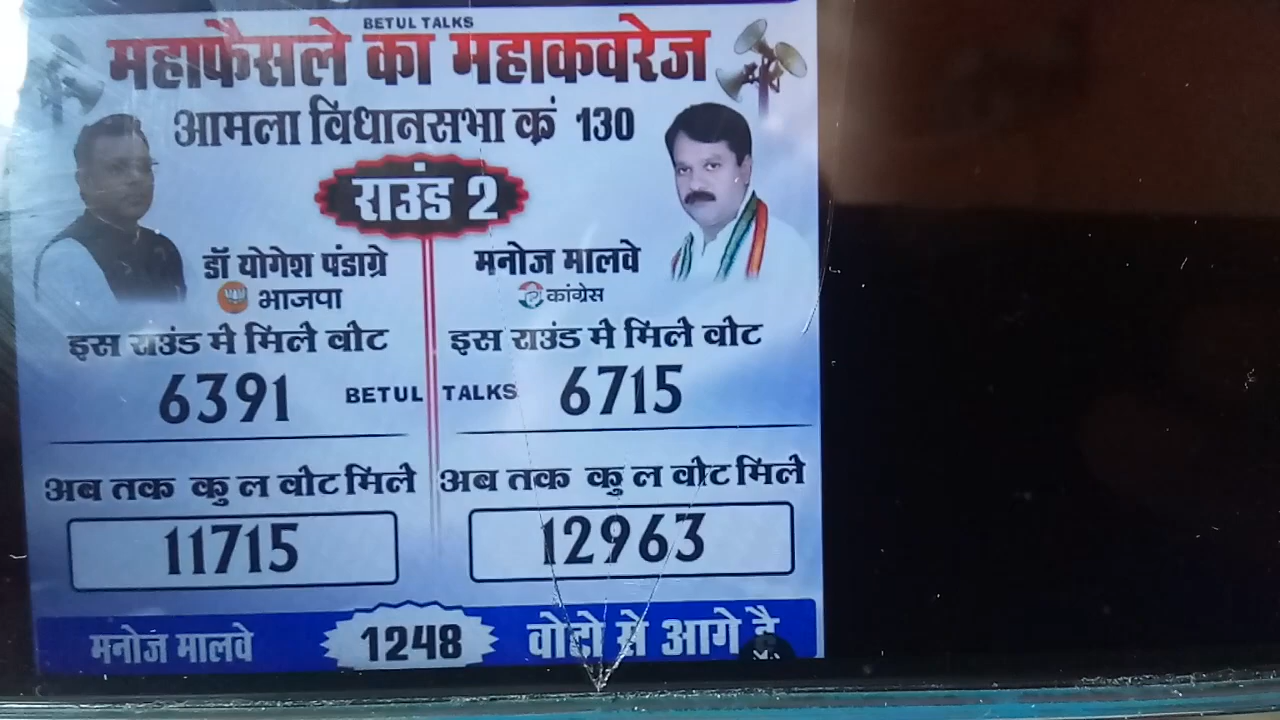 BETUL TALKS
महाफैसले का महाकवरेज
आमला विधानसभा कं 130
राउंड 2
डॉ योगेश पंडाग्रे
भाजपा
इस राउंड मे मिले वोट
6391
अब तक कुल वोट मिले
11715
मनोज मालवे
कांग्रेस
इस राउंड मे मिले वोट
6715
BETUL TALKS
अब तक कुल वोट मिले
12963
मनोज मालवे 1248 वोटो से आगे है